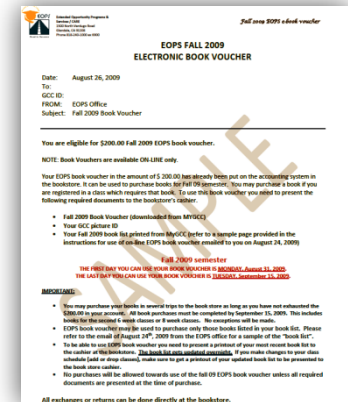 EOPS
Extended Opportunity Programs &
Services / CARE
Fall 2009 EOPS e-book voucher
EOPS FALL 2009
ELECTRONIC BOOK VOUCHER
Date: August 26, 2009
To:
GCC ID:
FROM: EOPS Office
Subject: Fall 2009 Book Voucher
You are eligible for $200.00 Fall 2009 EOPS book voucher.
NOTE: Book Vouchers are available ON-LINE only.
Your EOPS book voucher in the amount of $ 200.00 has already been put on the accounting system in
the bookstore. It can be used to purchase books for Fall 09 semester. You may purchase a book if you
are registered in a class which requires that book. To use this book voucher you need to present the
following required documents to the bookstore's cashier.
• Fall 2009 Book Voucher (downloaded from MYGCC)
• Your GCC picture ID
• Your Fall 2009 book list printed from MyGCC (refer to a sample page provided in the
instructions for use of on-line EOPS book voucher emailed to you on August 24, 2009)
Fall 2009 semester
THE FIRST DAY YOU CAN USE YOUR BOOK VOUCHER IS MONDAY, August 31, 2009.
THE LAST DAY YOU CAN USE YOUR BOOK VOUCHER IS TUESDAY, September 15, 2009.
IMPORTANT:
• You may purchase your books in several trips to the book store as long as you have not exhausted the
$200.00 in your account. All book purchases must be completed by September 15, 2009. This includes
books for the second 6 weeks classes or 8 week classes. No exceptions will be made.
• EOPS book voucher may be used to purchase only those books listed in your book list. Please
refer to the email of August 24th, 2009 from the EOPS office for a sample of the "book list".
• To be able to use EOPS book voucher you need to present a printout of your most recent book list to
the cashier at the bookstore. The book list gets updated overnight. If you make changes to your class
schedule (add or drop classes), make sure to get a printout of your updated book list to be presented to
the book store cashier.
• No purchases will be allowed towards use of the fall 09 EOPS book voucher unless all required
documents are presented at the time of purchase.
All exchanges or returns can be done directly at the bookstore.
SAMPLE